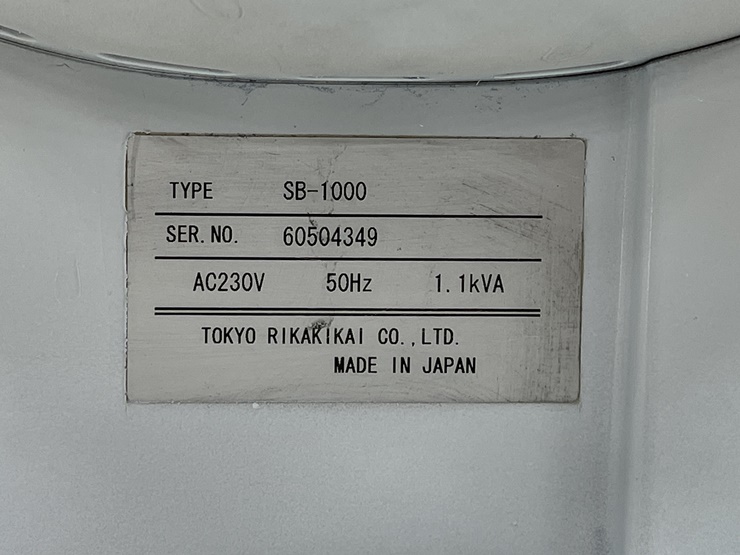 TYPE SB-1000
SER. NO. 60504349
AC230V 50Hz 1.1kVA
TOKYO RIKAKIKAI CO.,LTD.
MADE IN JAPAN